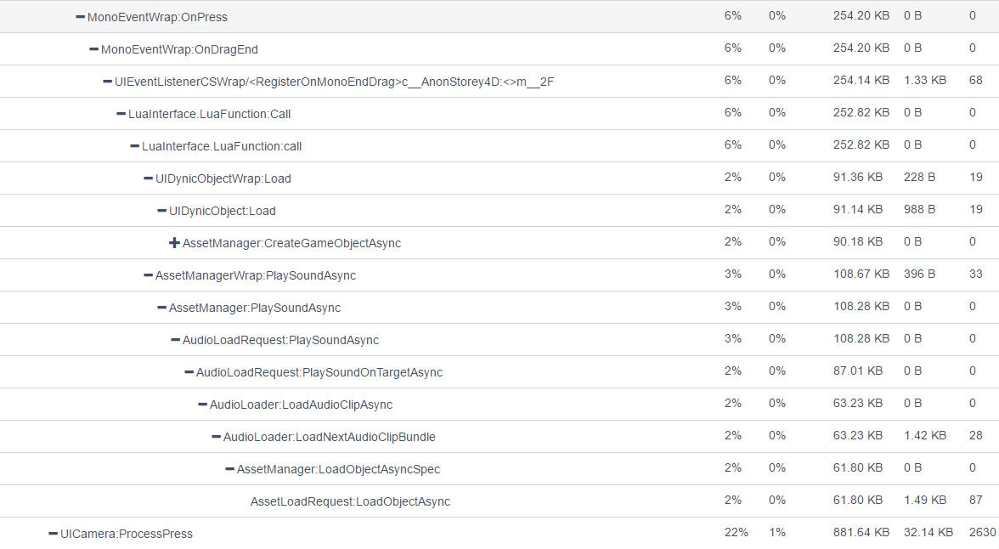 MonoEventWrap:OnPress 6% 0% 254.20 KB 0 B 0
MonoEventWrap:OnDragEnd 6% 0% 254.20 KB 0 B 0
UIEventListenerCSWrap/<RegisterOnMonoEndDrag>c__AnonStorey4D:<>m__2F 6% 0% 254.14 KB 1.33 KB 68
LuaInterface.LuaFunction:Call 6% 0% 252.82 KB 0 B 0
LuaInterface.LuaFunction:call 6% 0% 252.82 KB 0 B 0
UIDynicObjectWrap:Load 2% 0% 91.36 KB 228 B 19
UIDynicObject:Load 2% 0% 91.14 KB 988 B 19
AssetManager:CreateGameObjectAsync 2% 0% 90.18 KB 0 B 0
AssetManagerWrap:PlaySoundAsync 3% 0% 108.67 KB 396 B 33
AssetManager:PlaySoundAsync 3% 0% 108.28 KB 0 B 0
AudioLoadRequest:PlaySoundAsync 3% 0% 108.28 KB 0 B 0
AudioLoadRequest:PlaySoundOnTargetAsync 2% 0% 87.01 KB 0 B 0
AudioLoader:LoadAudioClipAsync 2% 0% 63.23 KB 0 B 0
AudioLoader:LoadNextAudioClipBundle 2% 0% 63.23 KB 1.42 KB 28
AssetManager:LoadObjectAsyncSpec 2% 0% 61.80 KB 0 B 0
AssetLoadRequest:LoadObjectAsync 2% 0% 61.80 KB 1.49 KB 87
UICamera:ProcessPress 22% 1% 881.64 KB 32.14 KB 2630